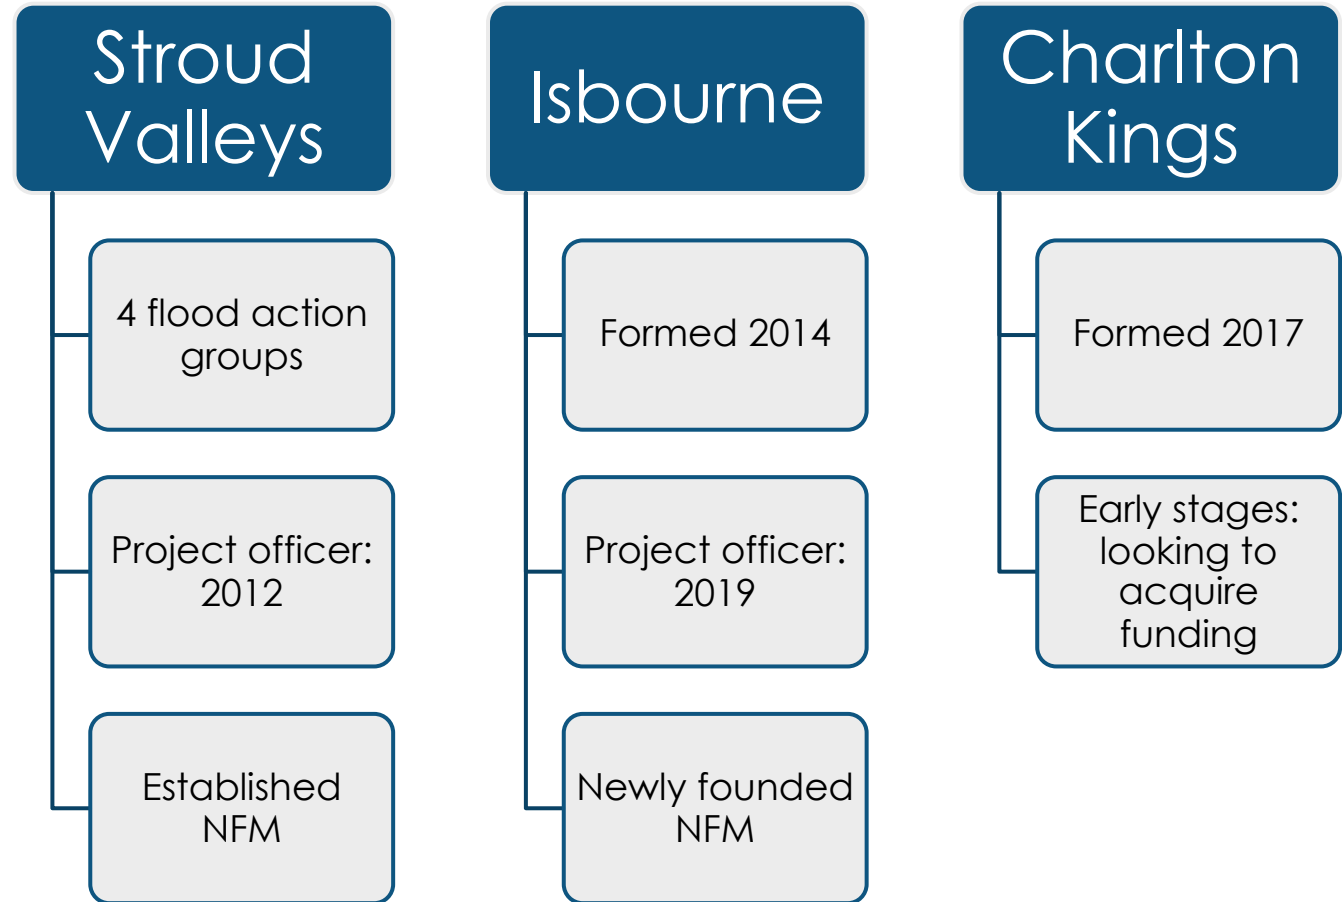 Stroud
Valleys
4 flood action
groups
Project officer:
2012
Established
NFM
Isbourne
Formed 2014
Project officer:
2019
Newly founded
NFM
Charlton
Kings
Formed 2017
Early stages:
looking to
acquire
funding